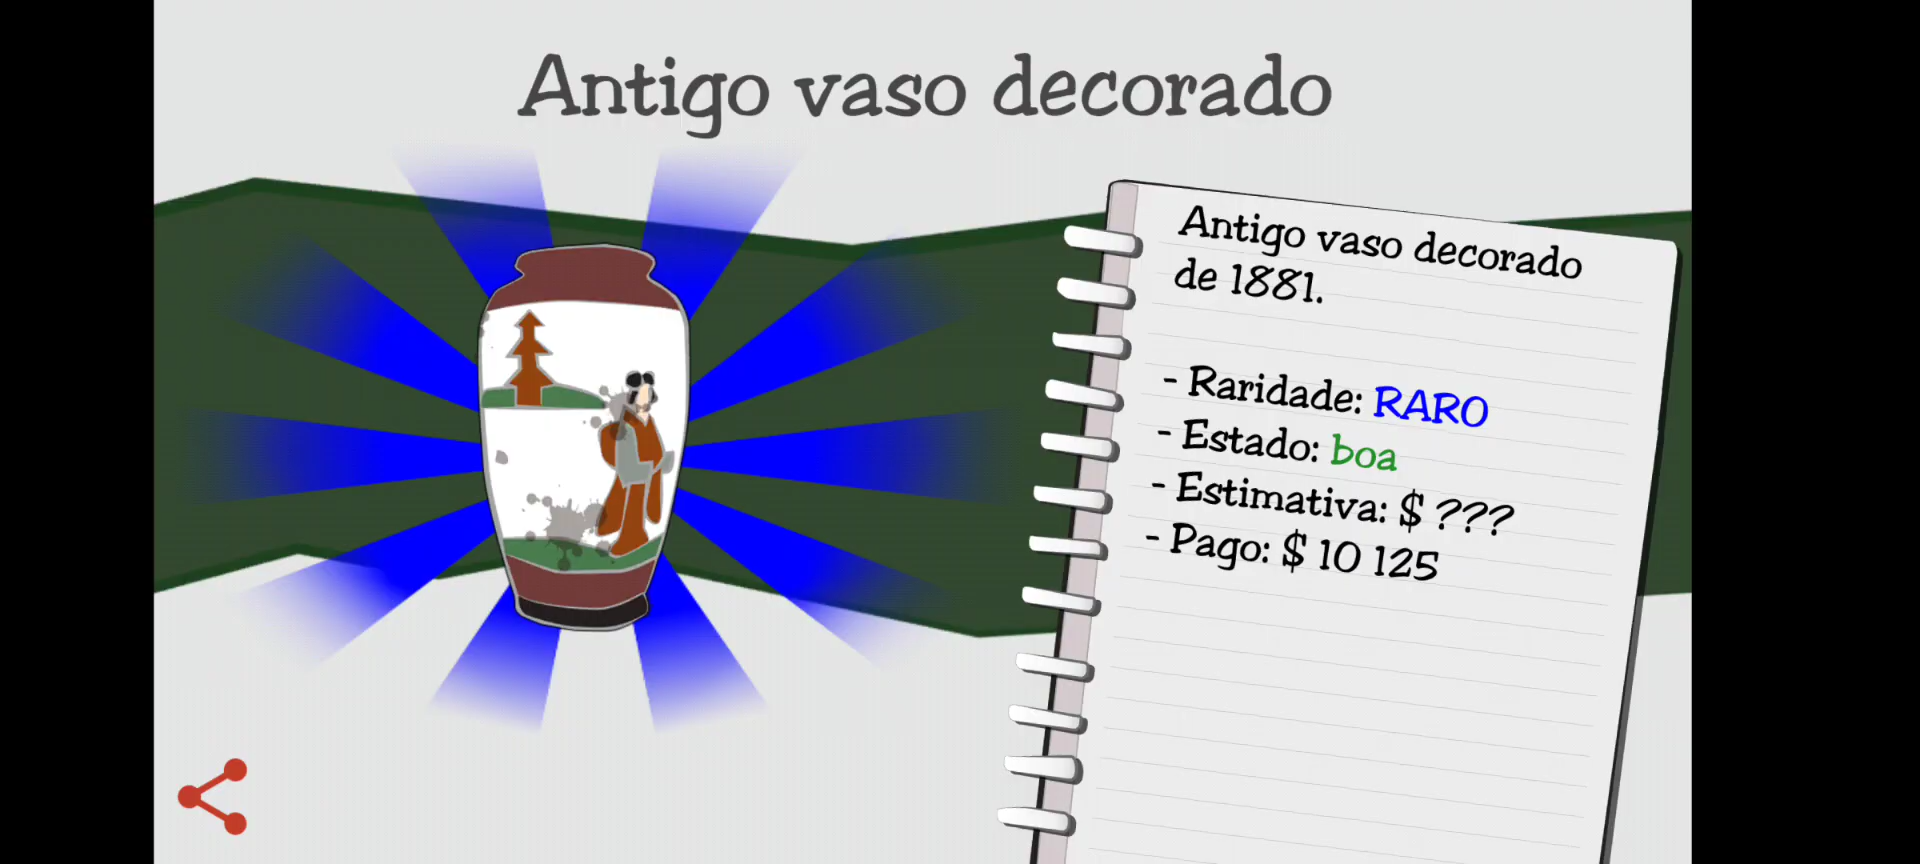 Antigo vaso decorado
Antigo vaso decorado
de 1881.
- Raridade: RARO
- Estado: boa
- Estimativa: $ ???
- Pago: $ 10 125